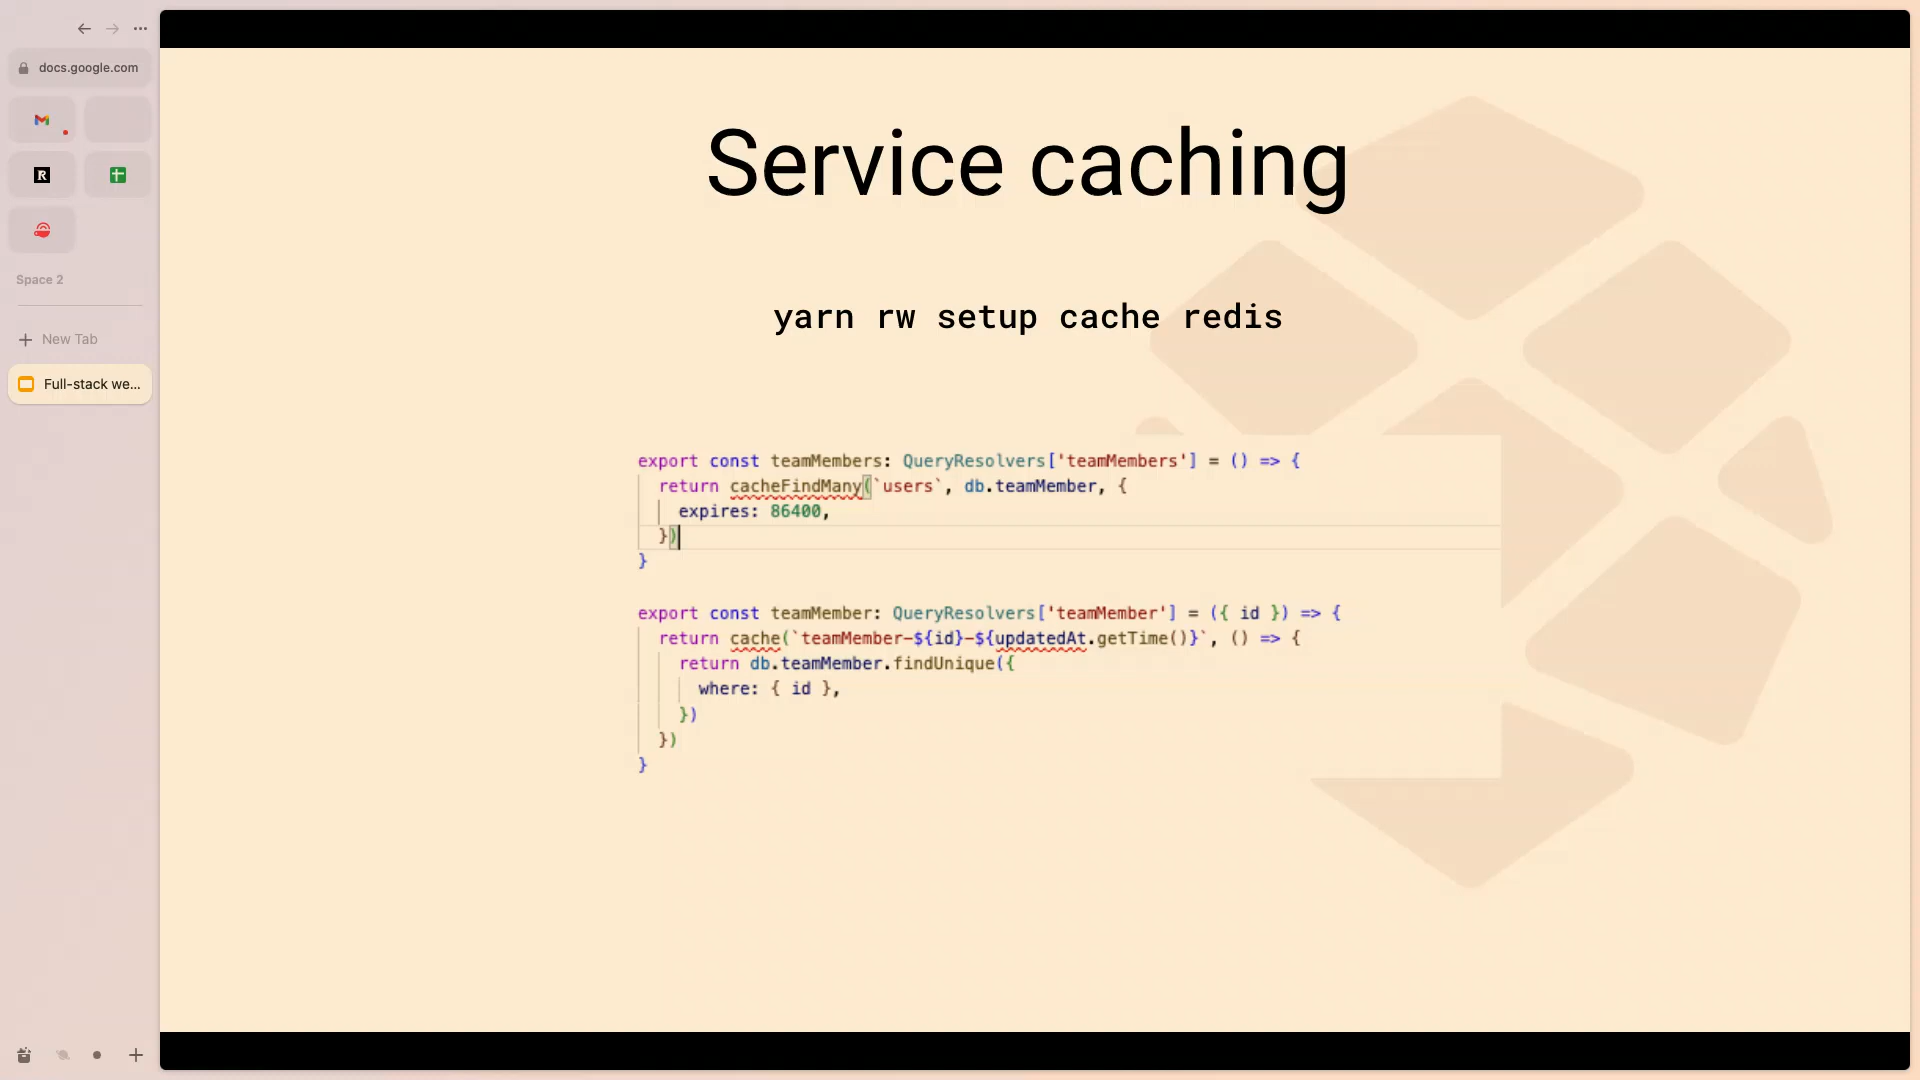 docs.google.com
Space 2
New Tab
Full-stack we...
Service caching
yarn rw setup cache redis
export const teamMembers: QueryResolvers['teamMembers'] = () => {
  return cacheFindMany(`users`, db.teamMember, {
    expires: 86400,
  })
}
export const teamMember: QueryResolvers['teamMember'] = ({ id }) => {
  return cache(`teamMember-${id}-${updatedAt.getTime()}`, () => {
    return db.teamMember.findUnique({
      where: { id },
    })
  })
}